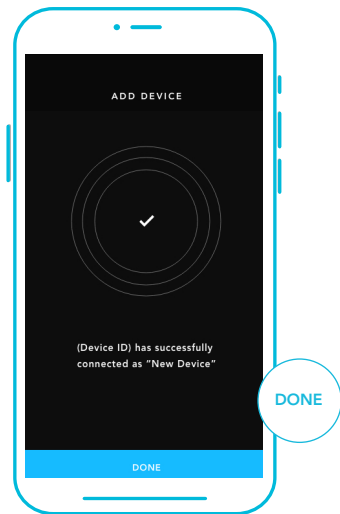 ADD DEVICE
(Device ID) has successfully
connected as “New Device”
DONE
DONE